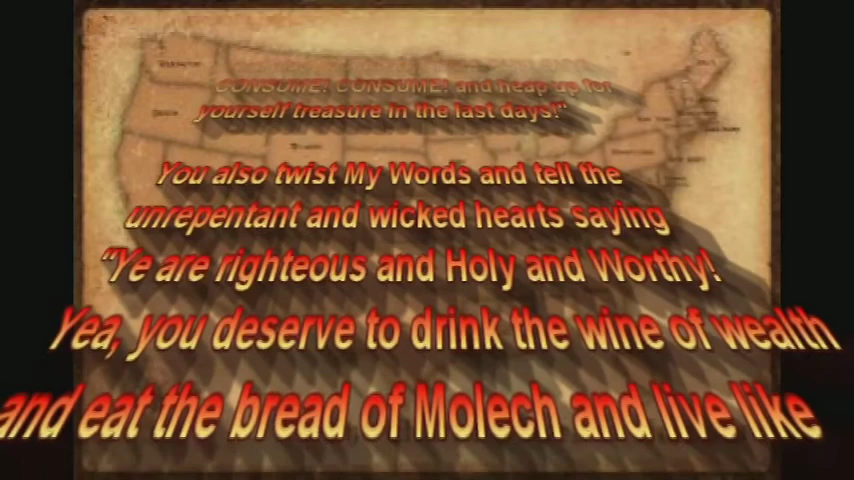 CONSUME! CONSUME! and heap up for
yourself treasure in the last days!"
You also twist My Words and tell the
unrepentant and wicked hearts saying
"Ye are righteous and Holy and Worthy!
Yea, you deserve to drink the wine of wealth
and eat the bread of Molech and live like